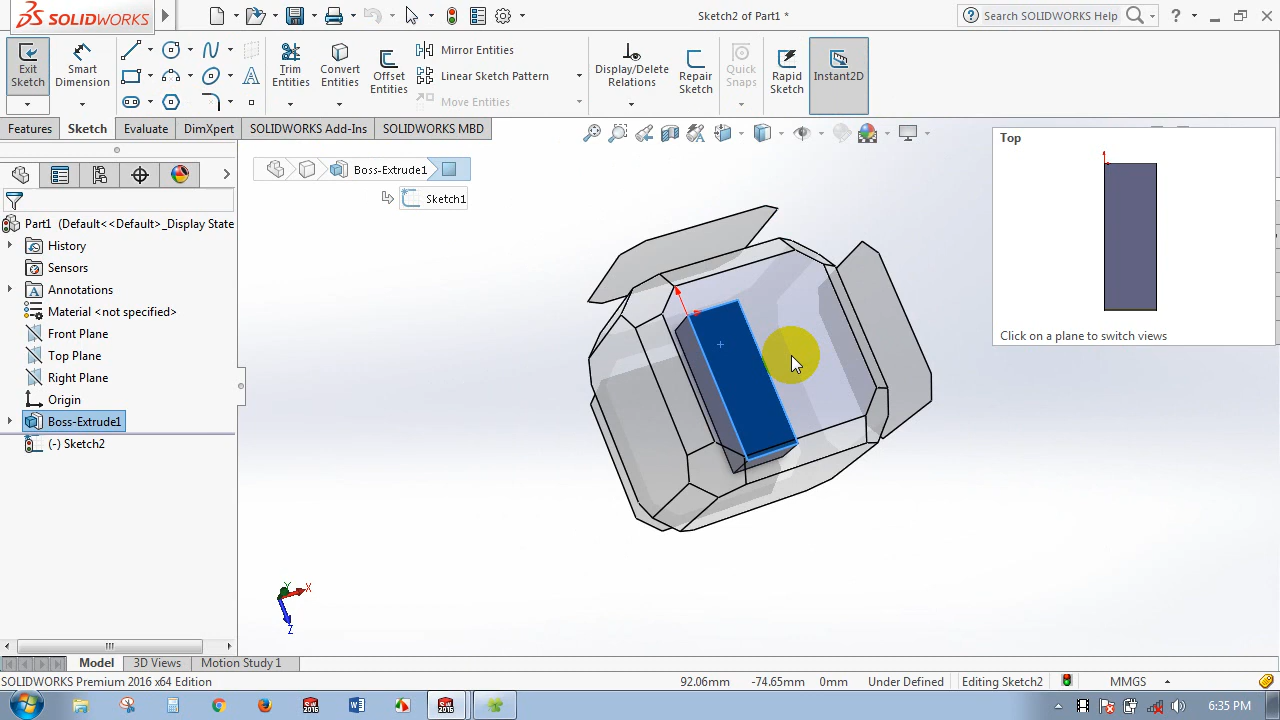 SOLIDWORKS
Sketch2 of Part1 *
Search SOLIDWORKS Help
Exit Sketch
Smart Dimension
Trim Entities
Convert Entities
Offset Entities
Mirror Entities
Linear Sketch Pattern
Move Entities
Display/Delete Relations
Repair Sketch
Quick Snaps
Rapid Sketch
Instant2D
Features
Sketch
Evaluate
DimXpert
SOLIDWORKS Add-Ins
SOLIDWORKS MBD
Boss-Extrude1
Sketch1
Top
Click on a plane to switch views
Part1 (Default<<Default>_Display State
History
Sensors
Annotations
Material <not specified>
Front Plane
Top Plane
Right Plane
Origin
Boss-Extrude1
(-) Sketch2
Y
X
Z
Model
3D Views
Motion Study 1
SOLIDWORKS Premium 2016 x64 Edition
92.06mm
-74.65mm
0mm
Under Defined
Editing Sketch2
MMGS
6:35 PM